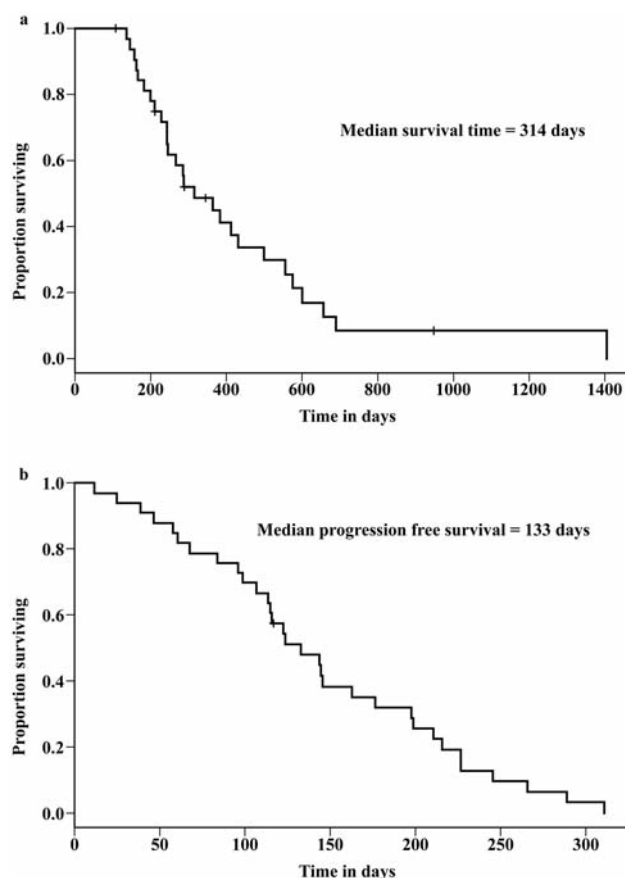 a
Median survival time = 314 days
Proportion surviving
1.0
0.8
0.6
0.4
0.2
0.0
0 200 400 600 800 1000 1200 1400
Time in days
b
Median progression free survival = 133 days
Proportion surviving
1.0
0.8
0.6
0.4
0.2
0.0
0 50 100 150 200 250 300
Time in days